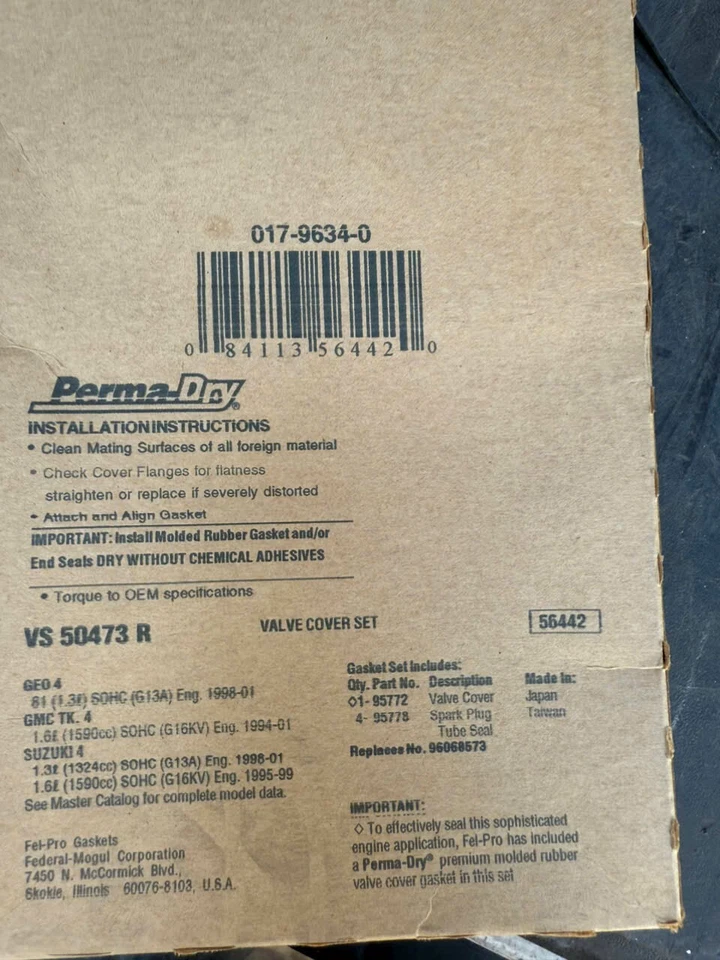 017-9634-0
0 84113 56442 0
Perma-Dry®
INSTALLATION INSTRUCTIONS
• Clean Mating Surfaces of all foreign material
• Check Cover Flanges for flatness
straighten or replace if severely distorted
• Attach and Align Gasket
IMPORTANT: Install Molded Rubber Gasket and/or
End Seals DRY WITHOUT CHEMICAL ADHESIVES
• Torque to OEM specifications
VS 50473 R
VALVE COVER SET
56442
GEO 4
81 (1.3ℓ) SOHC (G13A) Eng. 1998-01
GMC TK. 4
1.6ℓ (1590cc) SOHC (G16KV) Eng. 1994-01
SUZUKI 4
1.3ℓ (1324cc) SOHC (G13A) Eng. 1998-01
1.6ℓ (1590cc) SOHC (G16KV) Eng. 1995-99
See Master Catalog for complete model data.
Fel-Pro Gaskets
Federal-Mogul Corporation
7450 N. McCormick Blvd.,
Skokie, Illinois 60076-8103, U.S.A.
Gasket Set Includes:
Qty. Part No. Description Made In:
◊1- 95772 Valve Cover Japan
4- 95778 Spark Plug Taiwan
Tube Seal
Replaces No. 96068573
IMPORTANT:
◊ To effectively seal this sophisticated
engine application, Fel-Pro has included
a Perma-Dry® premium molded rubber
valve cover gasket in this set